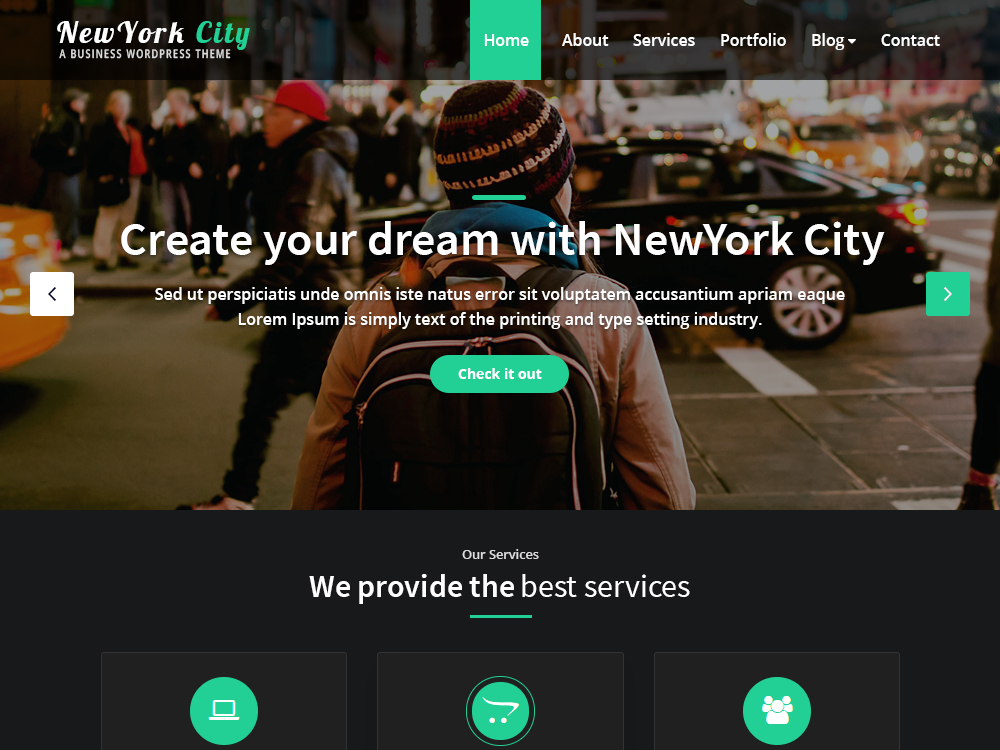 NewYork City
A BUSINESS WORDPRESS THEME
Home About Services Portfolio Blog Contact
Create your dream with NewYork City
Sed ut perspiciatis unde omnis iste natus error sit voluptatem accusantium apriam eaque
Lorem Ipsum is simply text of the printing and type setting industry.
Check it out
Our Services
We provide the best services